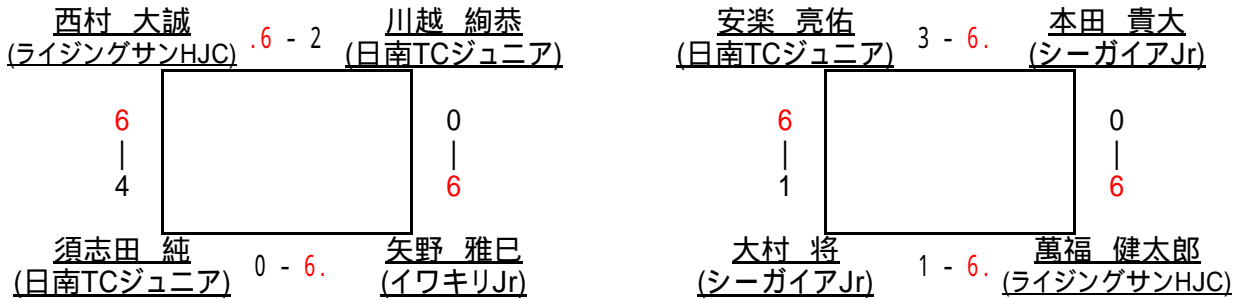 西村 大誠 .6 - 2 川越 絢恭
(ライジングサンHJC) (日南TCジュニア)
6 0
| |
4 6
須志田 純 0 - 6. 矢野 雅巳
(日南TCジュニア) (イワキリJr)
安楽 亮佑 3 - 6. 本田 貴大
(日南TCジュニア) (シーガイアJr)
6 0
| |
1 6
大村 将 1 - 6. 萬福 健太郎
(シーガイアJr) (ライジングサンHJC)